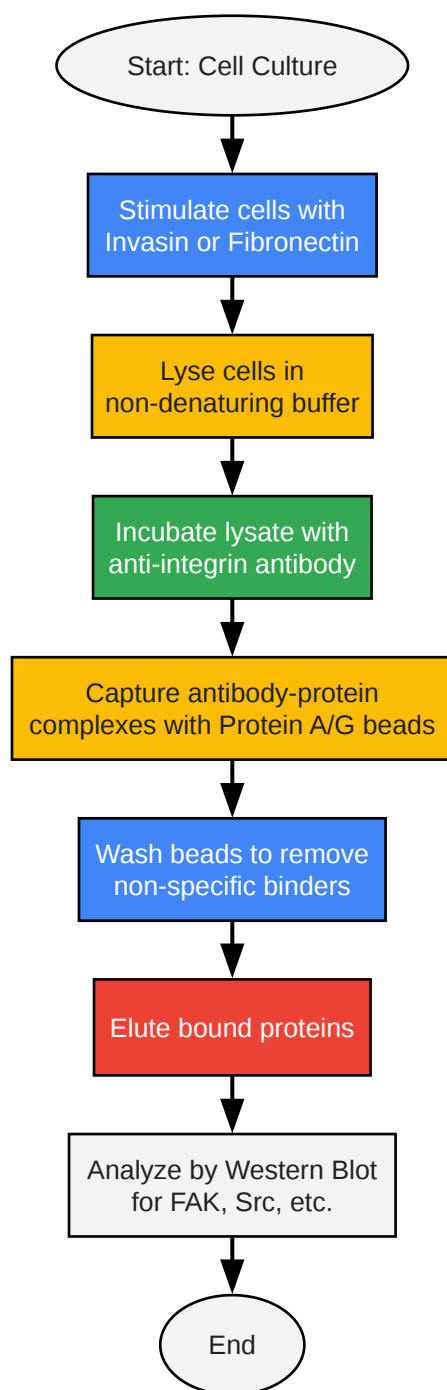 Start: Cell Culture
Stimulate cells with
Invasin or Fibronectin
Lyse cells in
non-denaturing buffer
Incubate lysate with
anti-integrin antibody
Capture antibody-protein
complexes with Protein A/G beads
Wash beads to remove
non-specific binders
Elute bound proteins
Analyze by Western Blot
for FAK, Src, etc.
End